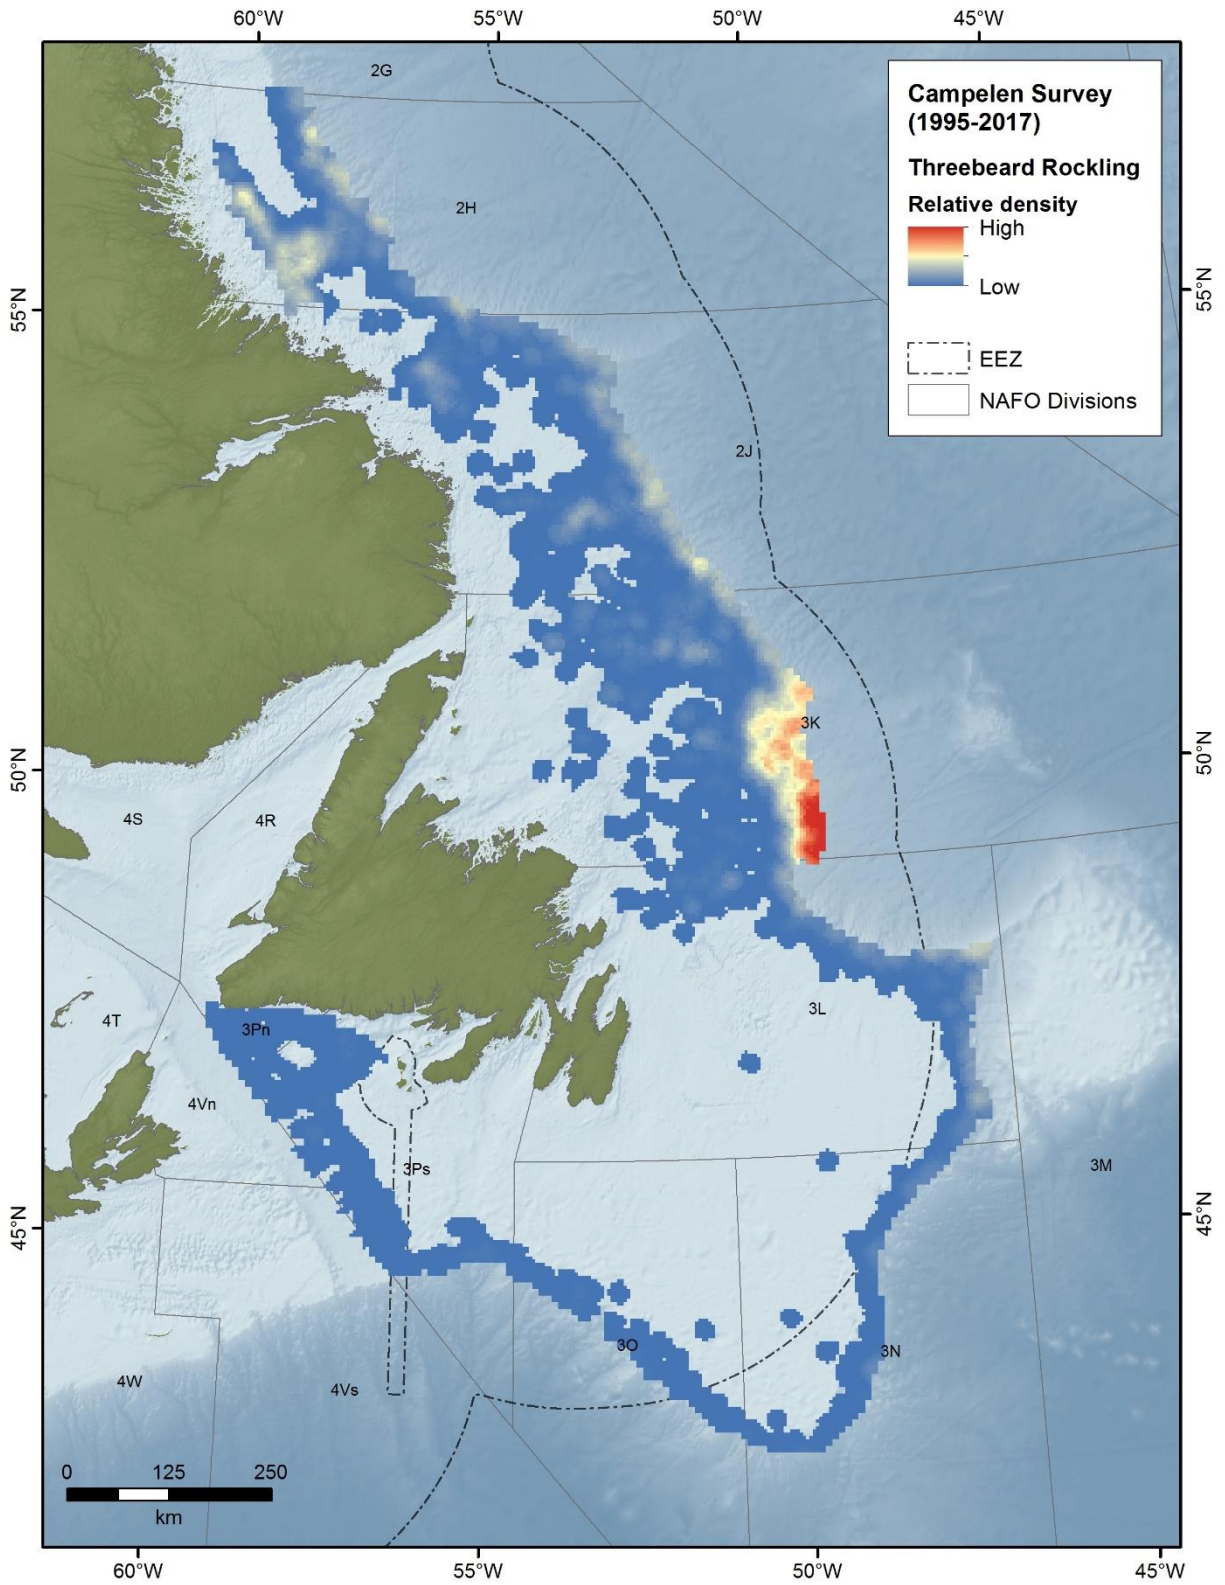 60°W 55°W 50°W 45°W
2G
Campelen Survey
(1995-2017)
Threebeard Rockling
Relative density
High
Low
EEZ
NAFO Divisions
2H
55°N 55°N
2J
3K
50°N 50°N
4S 4R
3L
4T 3Pn
4Vn
3Ps 3M
45°N 45°N
3O 3N
4W 4Vs
0 125 250
km
60°W 55°W 50°W 45°W